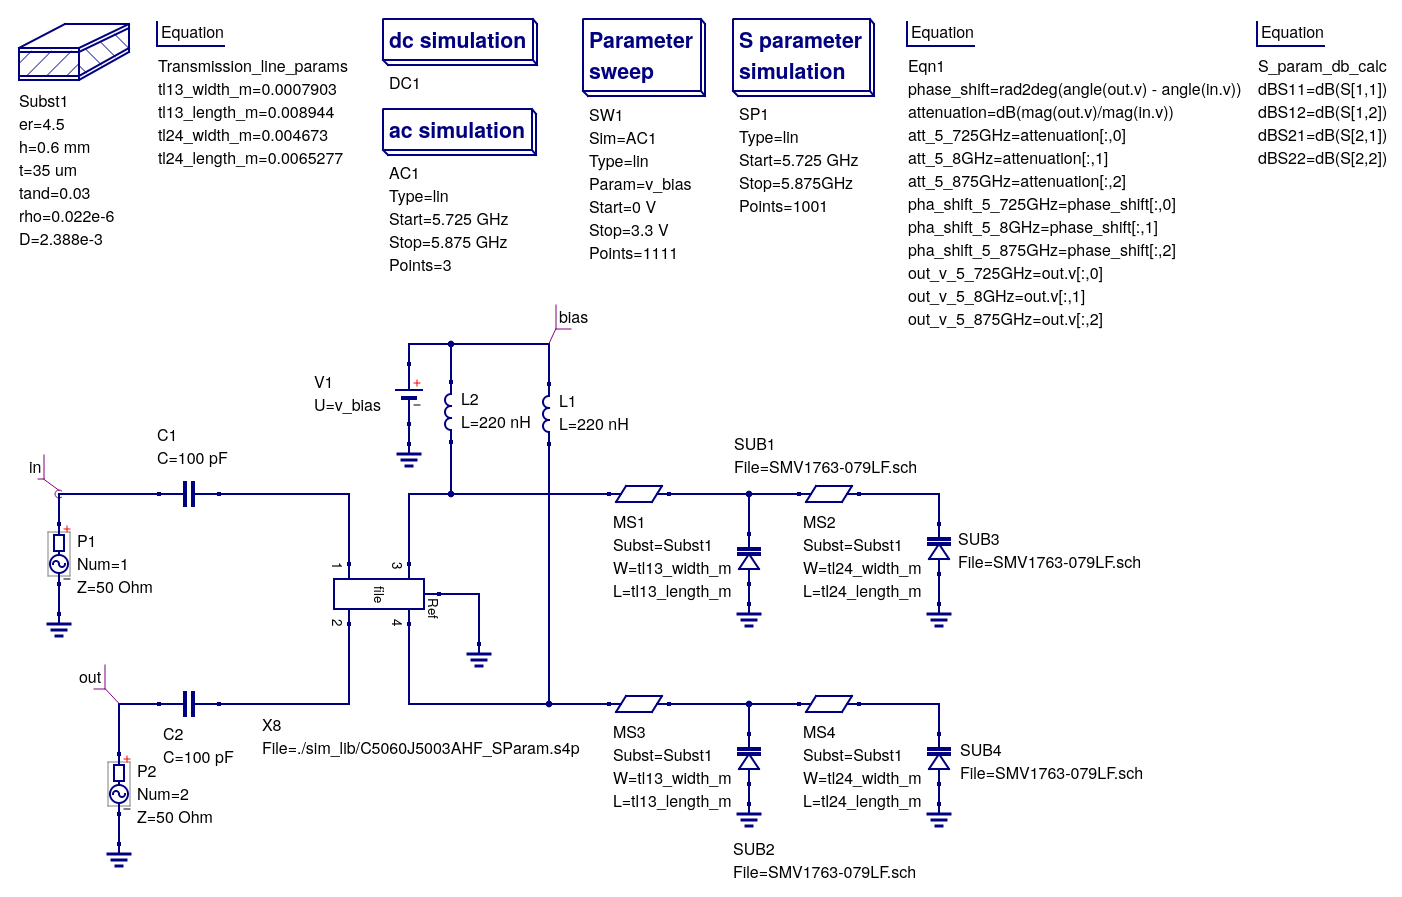 Subst1
er=4.5
h=0.6 mm
t=35 um
tand=0.03
rho=0.022e-6
D=2.388e-3
Equation
Transmission_line_params
tl13_width_m=0.0007903
tl13_length_m=0.008944
tl24_width_m=0.004673
tl24_length_m=0.0065277
dc simulation
DC1
ac simulation
AC1
Type=lin
Start=5.725 GHz
Stop=5.875 GHz
Points=3
Parameter
sweep
SW1
Sim=AC1
Type=lin
Param=v_bias
Start=0 V
Stop=3.3 V
Points=1111
S parameter
simulation
SP1
Type=lin
Start=5.725 GHz
Stop=5.875GHz
Points=1001
Equation
Eqn1
phase_shift=rad2deg(angle(out.v) - angle(in.v))
attenuation=dB(mag(out.v)/mag(in.v))
att_5_725GHz=attenuation[:,0]
att_5_8GHz=attenuation[:,1]
att_5_875GHz=attenuation[:,2]
pha_shift_5_725GHz=phase_shift[:,0]
pha_shift_5_8GHz=phase_shift[:,1]
pha_shift_5_875GHz=phase_shift[:,2]
out_v_5_725GHz=out.v[:,0]
out_v_5_8GHz=out.v[:,1]
out_v_5_875GHz=out.v[:,2]
Equation
S_param_db_calc
dBS11=dB(S[1,1])
dBS12=dB(S[1,2])
dBS21=dB(S[2,1])
dBS22=dB(S[2,2])
bias
V1
U=v_bias
L2
L=220 nH
L1
L=220 nH
C1
C=100 pF
in
P1
Num=1
Z=50 Ohm
1
3
file
Ref
2
4
SUB1
File=SMV1763-079LF.sch
MS1
Subst=Subst1
W=tl13_width_m
L=tl13_length_m
MS2
Subst=Subst1
W=tl24_width_m
L=tl24_length_m
SUB3
File=SMV1763-079LF.sch
out
C2
C=100 pF
P2
Num=2
Z=50 Ohm
X8
File=./sim_lib/C5060J5003AHF_SParam.s4p
MS3
Subst=Subst1
W=tl13_width_m
L=tl13_length_m
MS4
Subst=Subst1
W=tl24_width_m
L=tl24_length_m
SUB4
File=SMV1763-079LF.sch
SUB2
File=SMV1763-079LF.sch